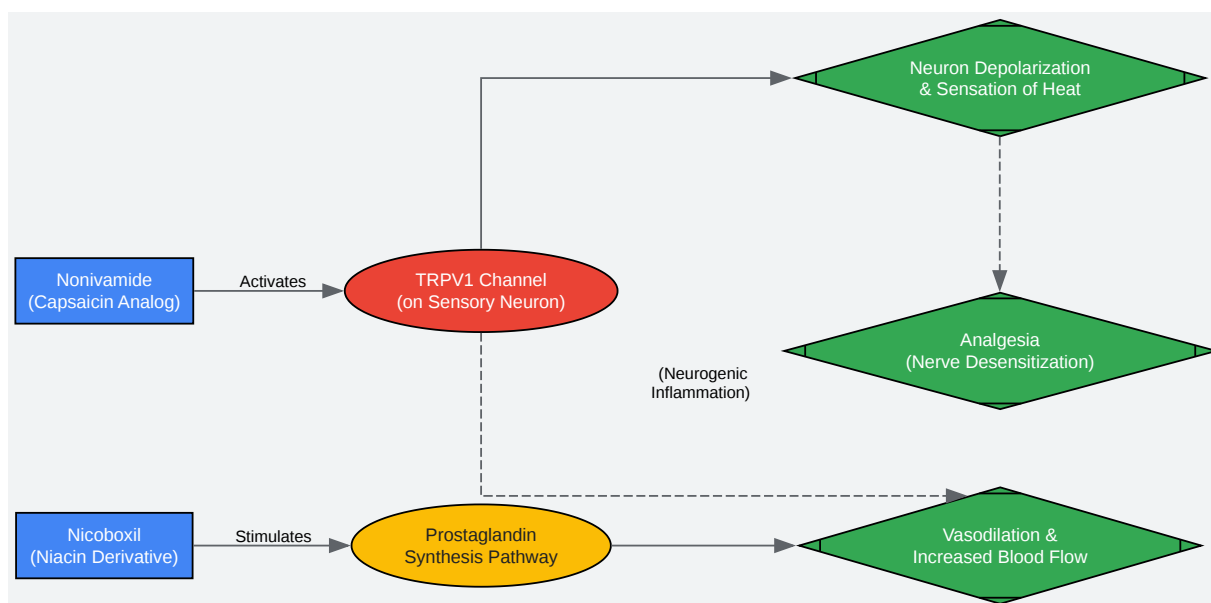 Neuron Depolarization
& Sensation of Heat
Nonivamide
(Capsaicin Analog)
Activates
TRPV1 Channel
(on Sensory Neuron)
Analgesia
(Nerve Desensitization)
(Neurogenic
Inflammation)
Nicoboxil
(Niacin Derivative)
Stimulates
Prostaglandin
Synthesis Pathway
Vasodilation &
Increased Blood Flow